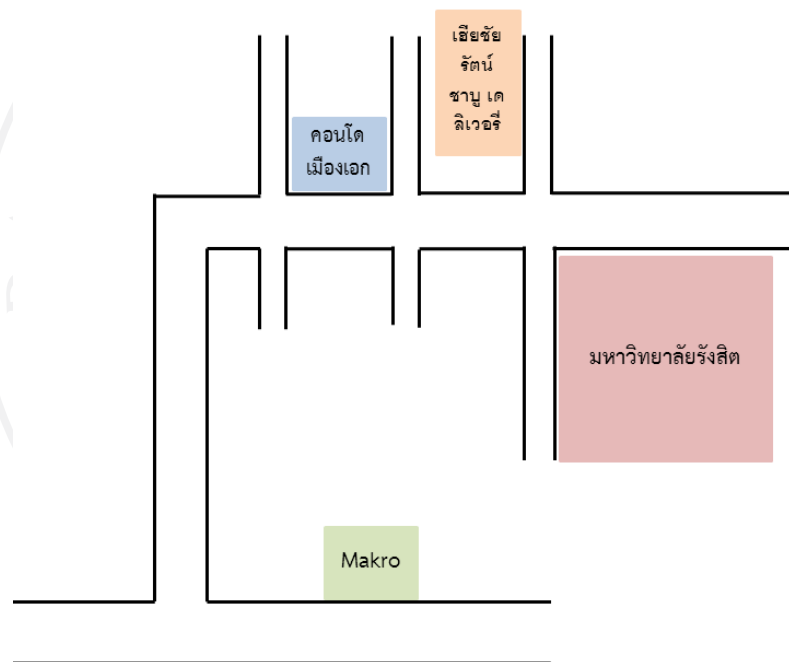 เฮียชัย
รัตน์
ชาบู เด
ลิเวอรี่
คอนโด
เมืองเอก
มหาวิทยาลัยรังสิต
Makro